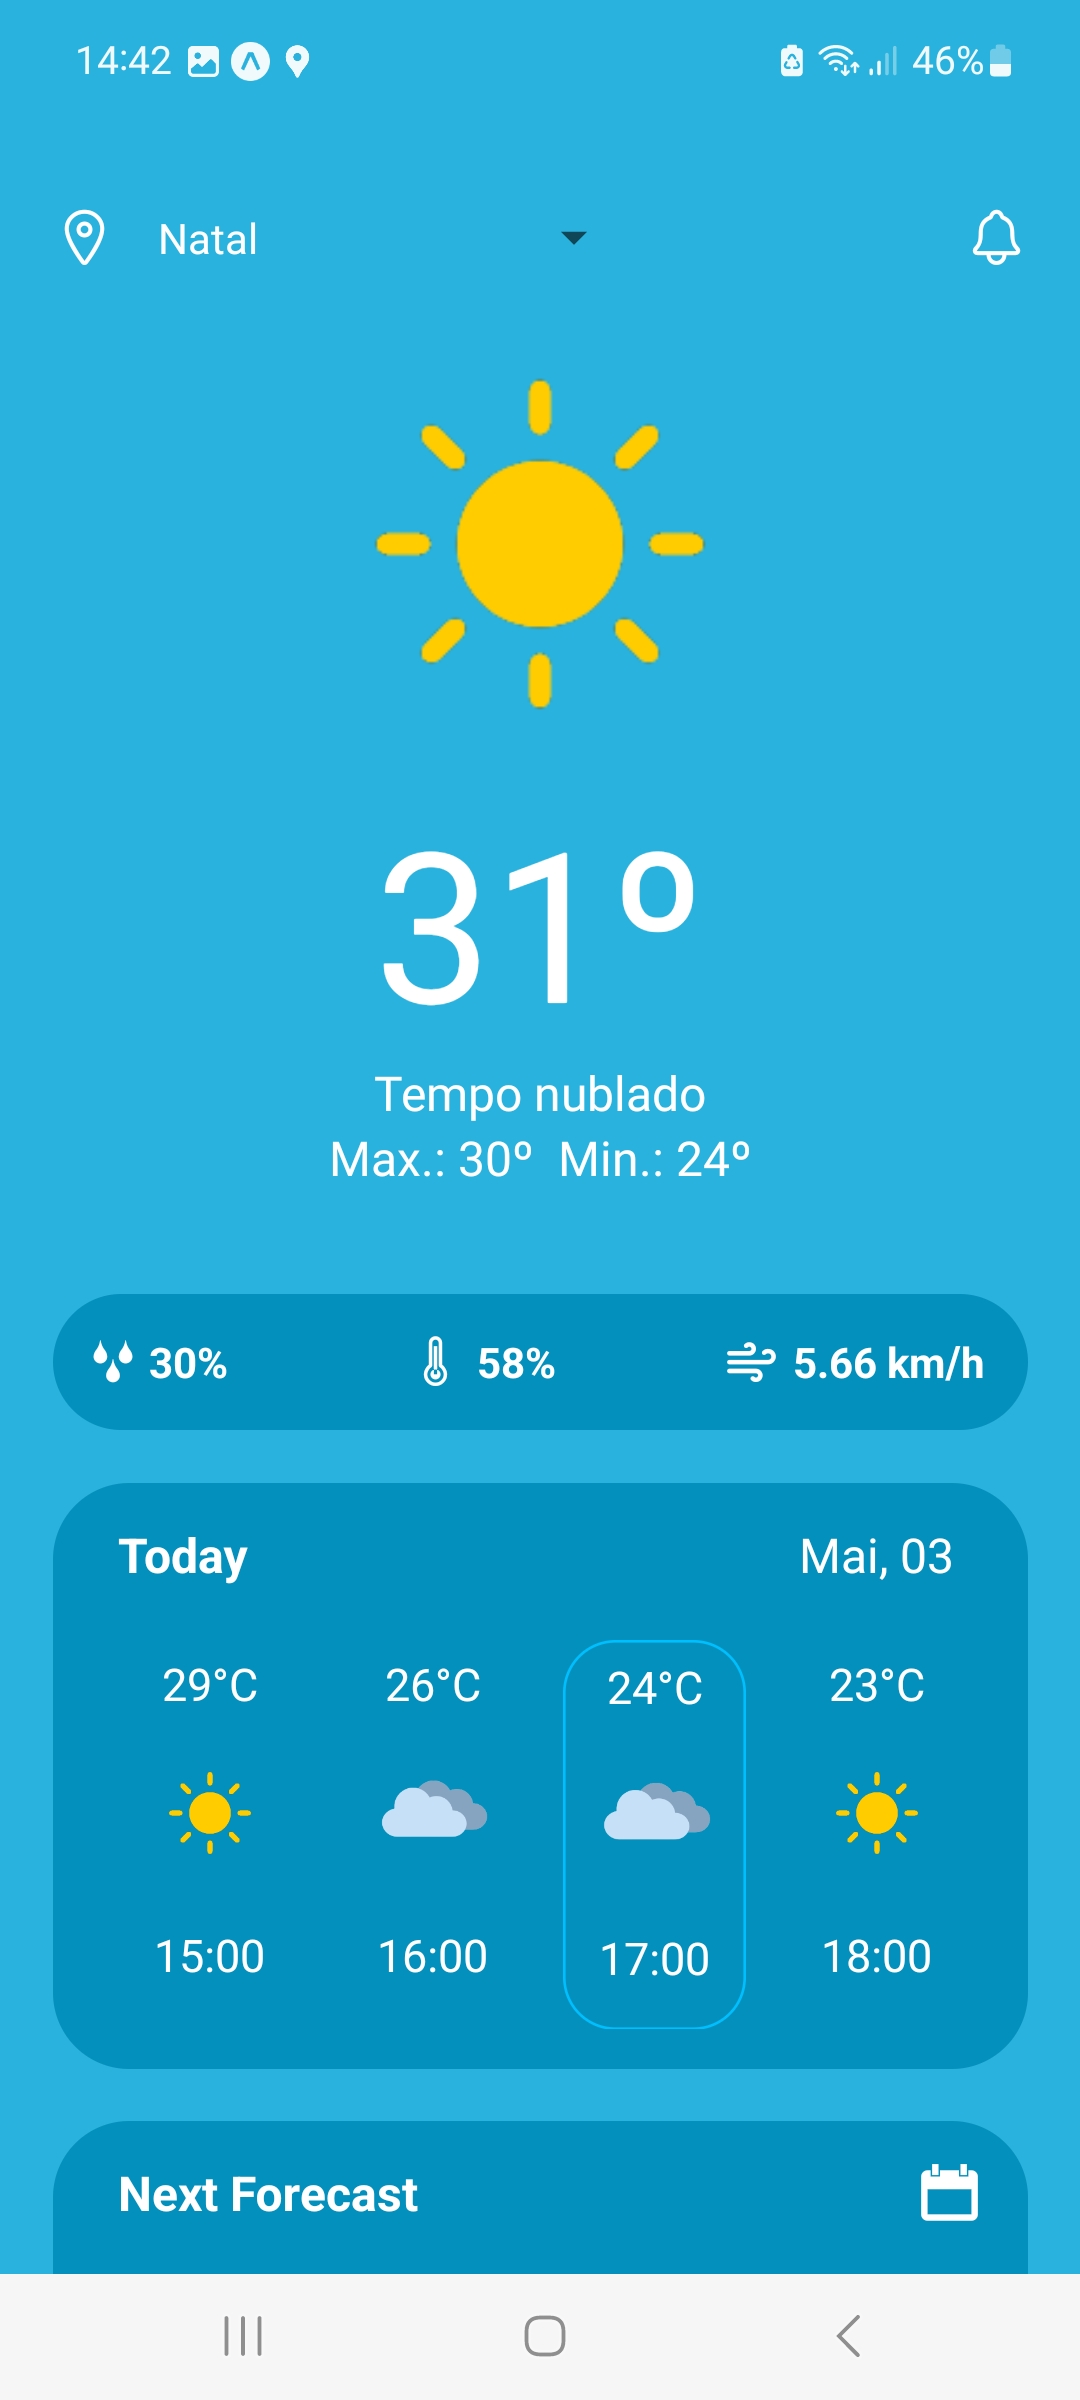 14:42 46%
Natal
31º
Tempo nublado
Max.: 30º Min.: 24º
30% 58% 5.66 km/h
Today Mai, 03
29°C 26°C 24°C 23°C
15:00 16:00 17:00 18:00
Next Forecast